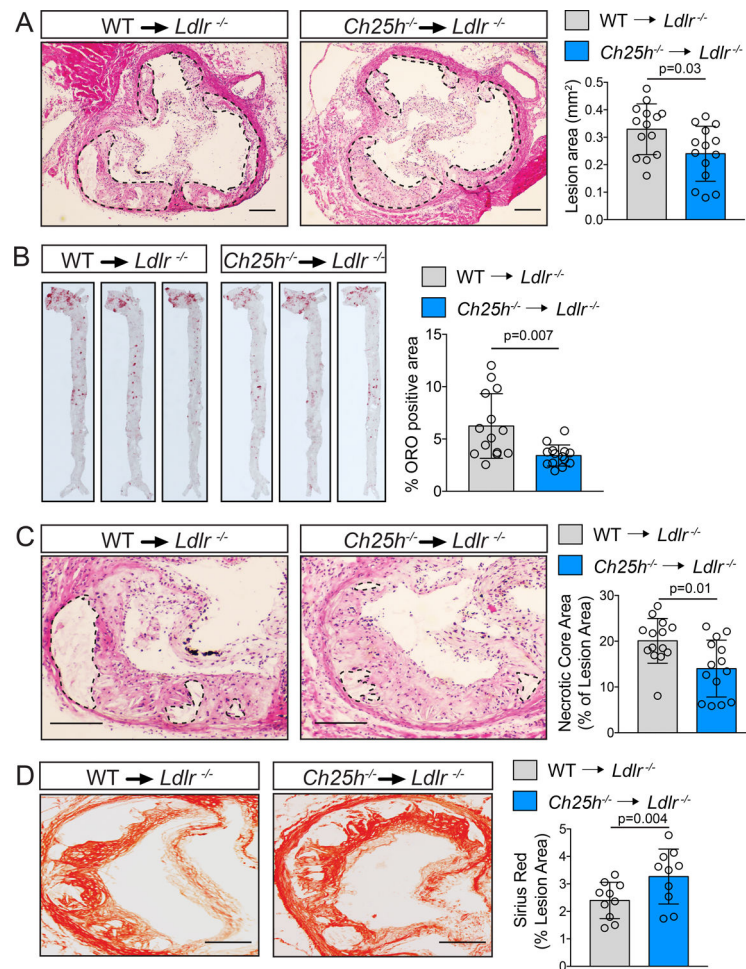 A
WT → Ldlr -/-
Ch25h-/- → Ldlr -/-
WT → Ldlr-/-
Ch25h-/- → Ldlr-/-
p=0.03
Lesion area (mm²)
0.5
0.4
0.3
0.2
0.1
0.0
B
WT → Ldlr -/-
Ch25h-/- → Ldlr -/-
WT → Ldlr-/-
Ch25h-/- → Ldlr-/-
p=0.007
% ORO positive area
15
10
5
0
C
WT → Ldlr -/-
Ch25h-/- → Ldlr -/-
WT → Ldlr-/-
Ch25h-/- → Ldlr-/-
p=0.01
Necrotic Core Area
(% of Lesion Area)
30
20
10
0
D
WT → Ldlr -/-
Ch25h-/- → Ldlr -/-
WT → Ldlr-/-
Ch25h-/- → Ldlr-/-
p=0.004
Sirius Red
(% Lesion Area)
5
4
3
2
1
0